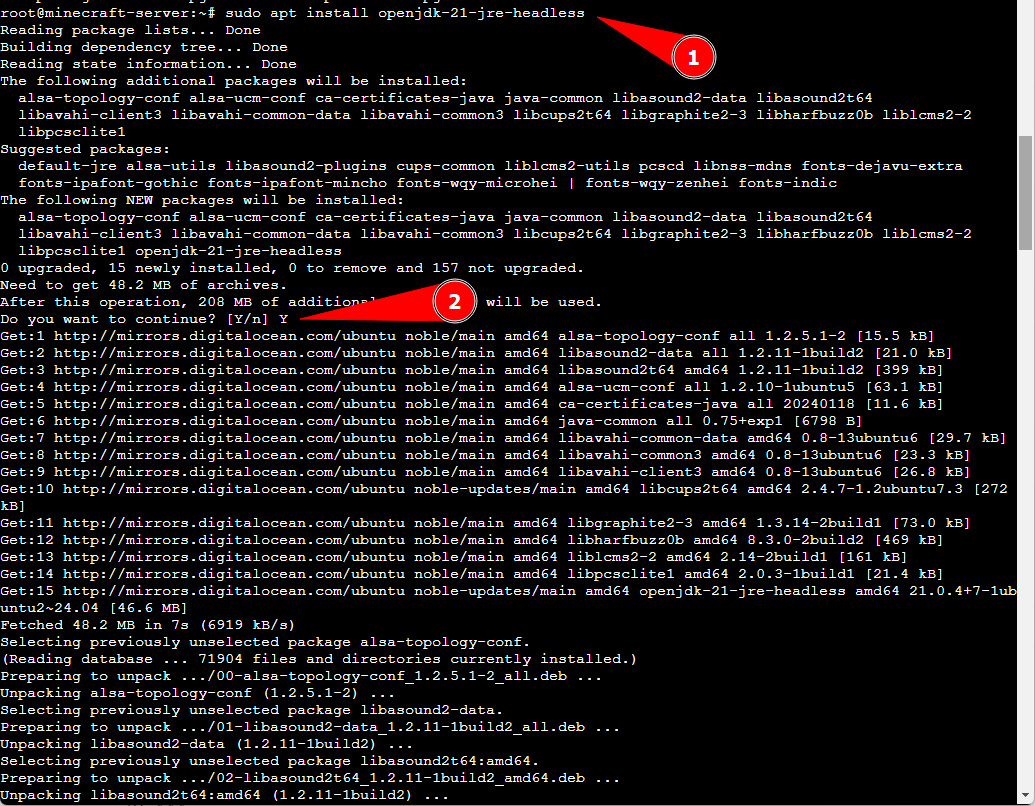 root@minecraft-server:~# sudo apt install openjdk-21-jre-headless
1
Reading package lists... Done
Building dependency tree... Done
Reading state information... Done
The following additional packages will be installed:
  alsa-topology-conf alsa-ucm-conf ca-certificates-java java-common libasound2-data libasound2t64
  libavahi-client3 libavahi-common-data libavahi-common3 libcups2t64 libgraphite2-3 libharfbuzz0b liblcms2-2
  libpcsclite1
Suggested packages:
  default-jre alsa-utils libasound2-plugins cups-common liblcms2-utils pcscd libnss-mdns fonts-dejavu-extra
  fonts-ipafont-gothic fonts-ipafont-mincho fonts-wqy-microhei | fonts-wqy-zenhei fonts-indic
The following NEW packages will be installed:
  alsa-topology-conf alsa-ucm-conf ca-certificates-java java-common libasound2-data libasound2t64
  libavahi-client3 libavahi-common-data libavahi-common3 libcups2t64 libgraphite2-3 libharfbuzz0b liblcms2-2
  libpcsclite1 openjdk-21-jre-headless
0 upgraded, 15 newly installed, 0 to remove and 157 not upgraded.
Need to get 48.2 MB of archives.
After this operation, 208 MB of additional will be used.
2
Do you want to continue? [Y/n] Y
Get:1 http://mirrors.digitalocean.com/ubuntu noble/main amd64 alsa-topology-conf all 1.2.5.1-2 [15.5 kB]
Get:2 http://mirrors.digitalocean.com/ubuntu noble/main amd64 libasound2-data all 1.2.11-1build2 [21.0 kB]
Get:3 http://mirrors.digitalocean.com/ubuntu noble/main amd64 libasound2t64 amd64 1.2.11-1build2 [399 kB]
Get:4 http://mirrors.digitalocean.com/ubuntu noble/main amd64 alsa-ucm-conf all 1.2.10-1ubuntu5 [63.1 kB]
Get:5 http://mirrors.digitalocean.com/ubuntu noble/main amd64 ca-certificates-java all 20240118 [11.6 kB]
Get:6 http://mirrors.digitalocean.com/ubuntu noble/main amd64 java-common all 0.75+exp1 [6798 B]
Get:7 http://mirrors.digitalocean.com/ubuntu noble/main amd64 libavahi-common-data amd64 0.8-13ubuntu6 [29.7 kB]
Get:8 http://mirrors.digitalocean.com/ubuntu noble/main amd64 libavahi-common3 amd64 0.8-13ubuntu6 [23.3 kB]
Get:9 http://mirrors.digitalocean.com/ubuntu noble/main amd64 libavahi-client3 amd64 0.8-13ubuntu6 [26.8 kB]
Get:10 http://mirrors.digitalocean.com/ubuntu noble-updates/main amd64 libcups2t64 amd64 2.4.7-1.2ubuntu7.3 [272
kB]
Get:11 http://mirrors.digitalocean.com/ubuntu noble/main amd64 libgraphite2-3 amd64 1.3.14-2build1 [73.0 kB]
Get:12 http://mirrors.digitalocean.com/ubuntu noble/main amd64 libharfbuzz0b amd64 8.3.0-2build2 [469 kB]
Get:13 http://mirrors.digitalocean.com/ubuntu noble/main amd64 liblcms2-2 amd64 2.14-2build1 [161 kB]
Get:14 http://mirrors.digitalocean.com/ubuntu noble/main amd64 libpcsclite1 amd64 2.0.3-1build1 [21.4 kB]
Get:15 http://mirrors.digitalocean.com/ubuntu noble-updates/main amd64 openjdk-21-jre-headless amd64 21.0.4+7-1ub
untu2~24.04 [46.6 MB]
Fetched 48.2 MB in 7s (6919 kB/s)
Selecting previously unselected package alsa-topology-conf.
(Reading database ... 71904 files and directories currently installed.)
Preparing to unpack .../00-alsa-topology-conf_1.2.5.1-2_all.deb ...
Unpacking alsa-topology-conf (1.2.5.1-2) ...
Selecting previously unselected package libasound2-data.
Preparing to unpack .../01-libasound2-data_1.2.11-1build2_all.deb ...
Unpacking libasound2-data (1.2.11-1build2) ...
Selecting previously unselected package libasound2t64:amd64.
Preparing to unpack .../02-libasound2t64_1.2.11-1build2_amd64.deb ...
Unpacking libasound2t64:amd64 (1.2.11-1build2) ...